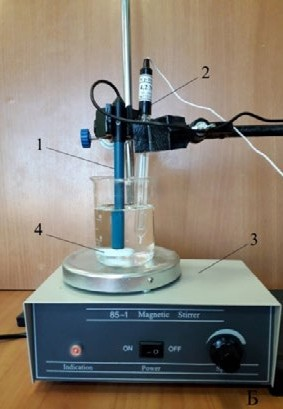 2
1
4
3
85-1 Magnetic Stirrer
ON OFF
Indication Power
Б